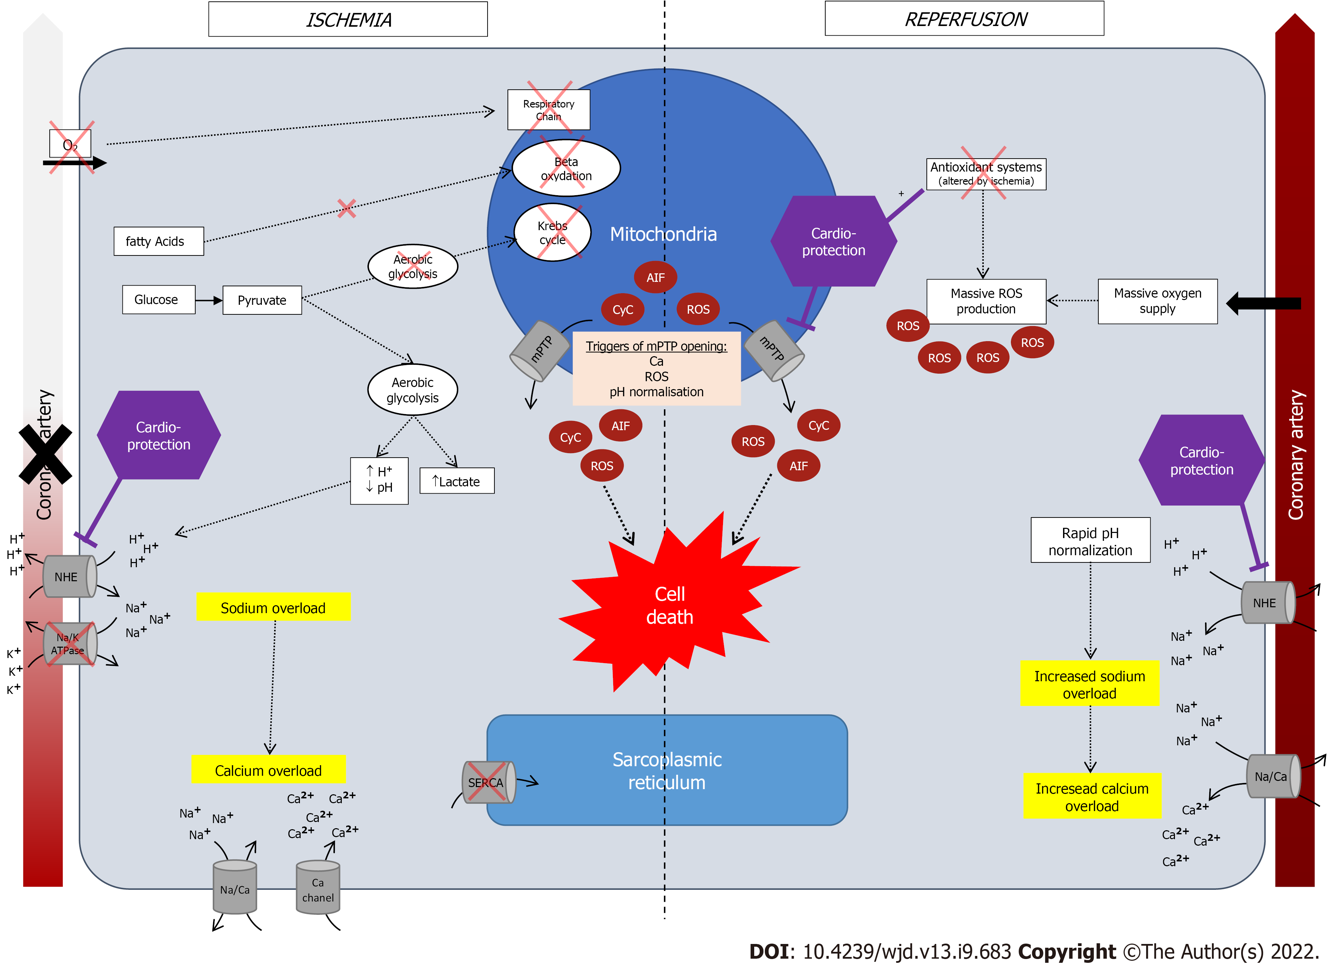 ISCHEMIA
REPERFUSION
O₂
Respiratory
Chain
Beta
oxydation
Krebs
cycle
Mitochondria
fatty Acids
Aerobic
glycolysis
Glucose
Pyruvate
Aerobic
glycolysis
↑ H⁺
↓ pH
↑Lactate
AIF
CyC
ROS
mPTP
mPTP
Triggers of mPTP opening:
Ca
ROS
pH normalisation
CyC
AIF
ROS
ROS
CyC
AIF
Cell
death
Antioxidant systems
(altered by ischemia)
+
Cardio-
protection
Massive ROS
production
Massive oxygen
supply
ROS
ROS
ROS
ROS
Coronary artery
Cardio-
protection
H⁺
H⁺
H⁺
H⁺
H⁺
H⁺
NHE
Na⁺
Na⁺
Na⁺
Na/K
ATPase
K⁺
K⁺
K⁺
Sodium overload
Calcium overload
Na⁺
Na⁺
Na⁺
Ca²⁺
Ca²⁺
Ca²⁺
Ca²⁺
Ca²⁺
Na/Ca
Ca
chanel
SERCA
Sarcoplasmic
reticulum
Coronary artery
Cardio-
protection
Rapid pH
normalization
H⁺
H⁺
H⁺
NHE
Na⁺
Na⁺
Na⁺
Increased sodium
overload
Na⁺
Na⁺
Na⁺
Na/Ca
Incresead calcium
overload
Ca²⁺
Ca²⁺
Ca²⁺
Ca²⁺
DOI: 10.4239/wjd.v13.i9.683 Copyright ©The Author(s) 2022.